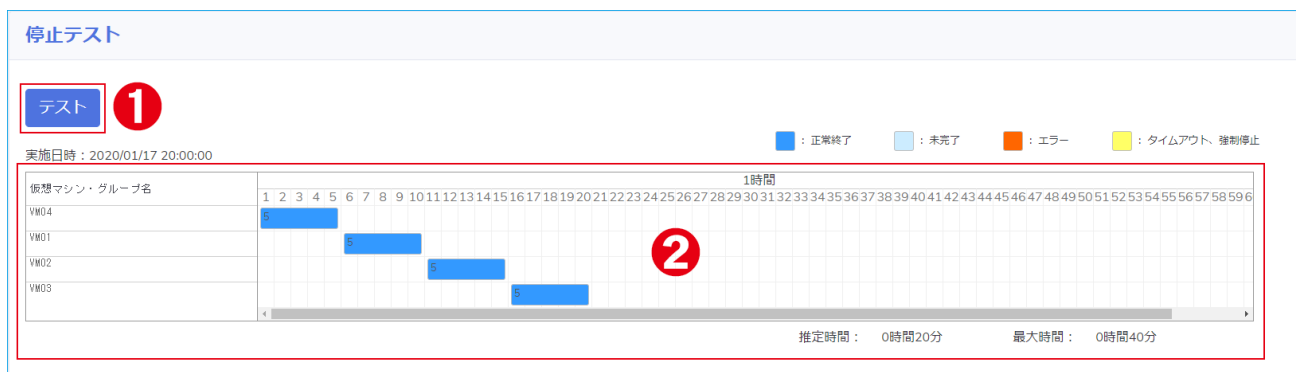 停止テスト
テスト
1
: 正常終了 : 未完了 : エラー : タイムアウト、強制停止
実施日時：2020/01/17 20:00:00
仮想マシン・グループ名
1時間
1 2 3 4 5 6 7 8 9 10 11 12 13 14 15 16 17 18 19 20 21 22 23 24 25 26 27 28 29 30 31 32 33 34 35 36 37 38 39 40 41 42 43 44 45 46 47 48 49 50 51 52 53 54 55 56 57 58 59 6
VM04
5
VM01
5
2
VM02
5
VM03
5
推定時間： 0時間20分 最大時間： 0時間40分